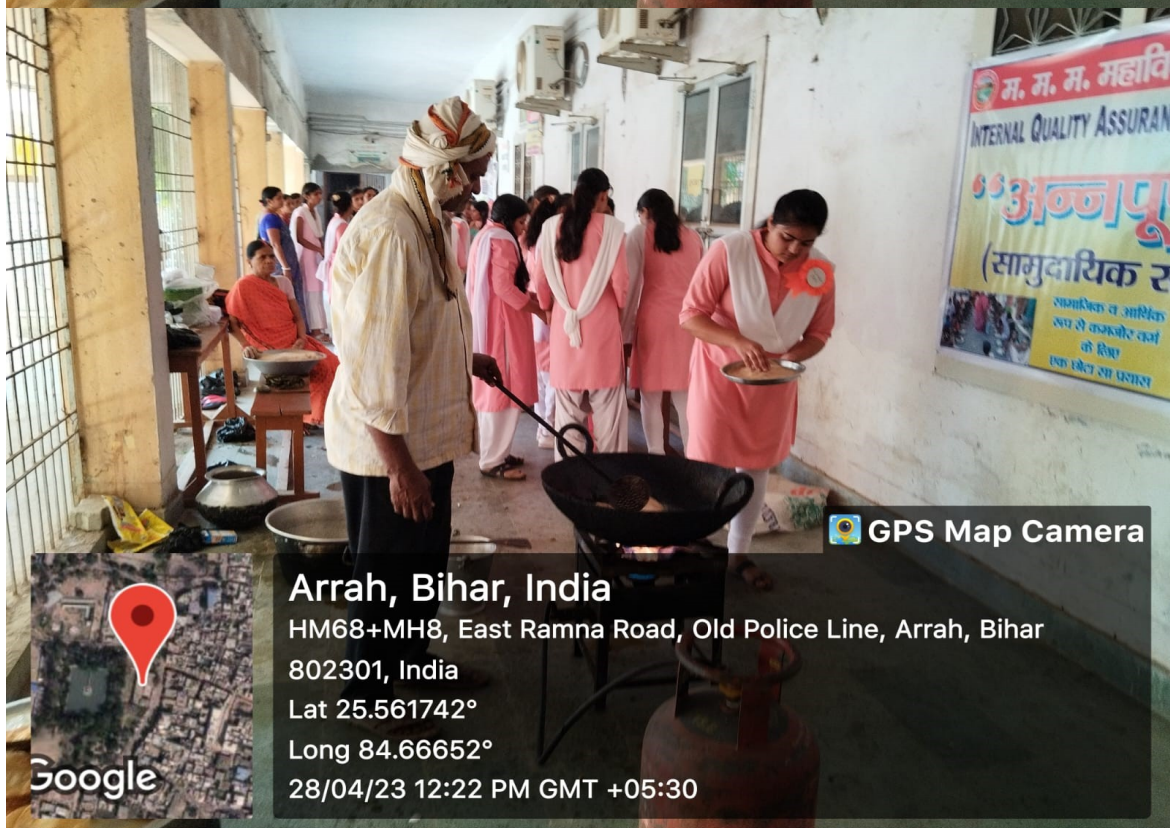 म. म. म. महावि
INTERNAL QUALITY ASSURAN
“अन्नपू
(सामुदायिक र
सामाजिक व आर्थिक
रूप से कमजोर वर्ग
के लिए
एक छोटा सा प्रयास
GPS Map Camera
Arrah, Bihar, India
HM68+MH8, East Ramna Road, Old Police Line, Arrah, Bihar
802301, India
Lat 25.561742°
Long 84.66652°
28/04/23 12:22 PM GMT +05:30
Google